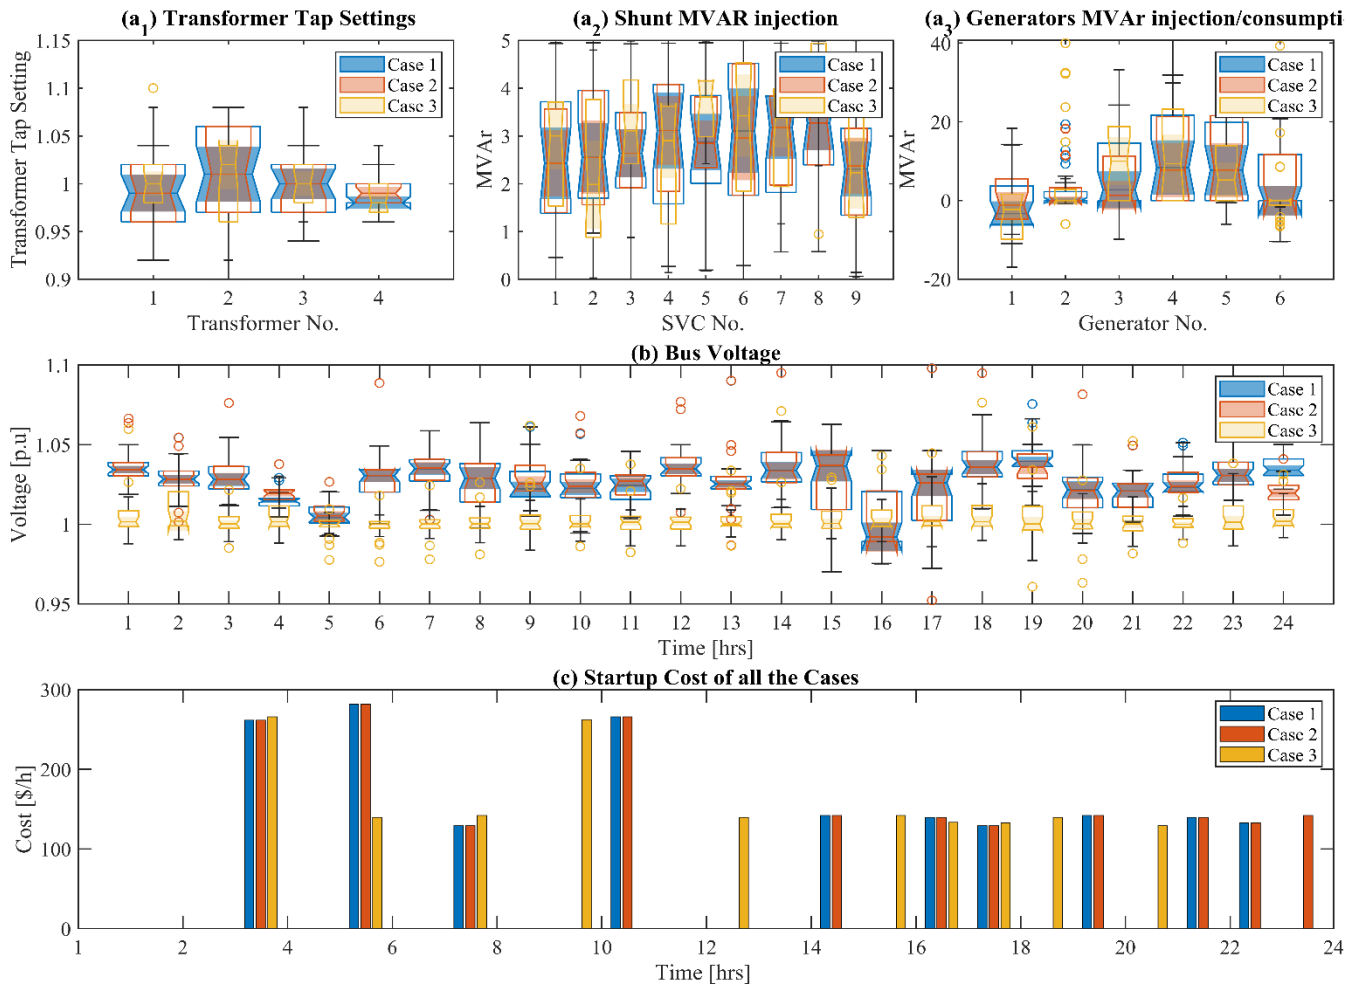 (a1) Transformer Tap Settings
(a2) Shunt MVAR injection
(a3) Generators MVAr injection/consumpti
1.15
1.1
1.05
1
0.95
0.9
Transformer Tap Setting
Case 1
Case 2
Case 3
1 2 3 4
Transformer No.
5
4
3
2
1
0
MVAr
Case 1
Case 2
Case 3
1 2 3 4 5 6 7 8 9
SVC No.
40
20
0
-20
MVAr
Case 1
Case 2
Case 3
1 2 3 4 5 6
Generator No.
(b) Bus Voltage
1.1
1.05
1
0.95
Voltage [p.u]
Case 1
Case 2
Case 3
1 2 3 4 5 6 7 8 9 10 11 12 13 14 15 16 17 18 19 20 21 22 23 24
Time [hrs]
(c) Startup Cost of all the Cases
300
200
100
0
Cost [$/h]
Case 1
Case 2
Case 3
1 2 4 6 8 10 12 14 16 18 20 22 24
Time [hrs]